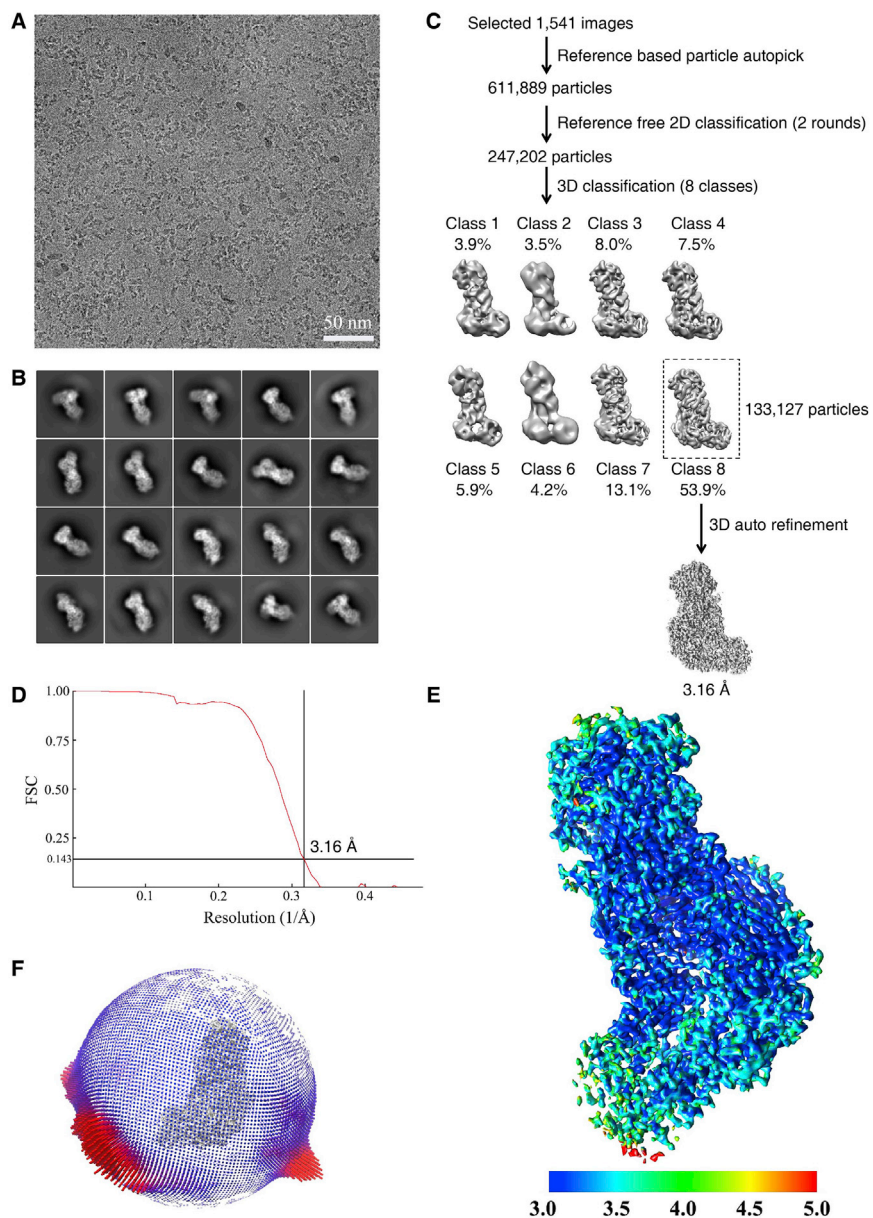 A
50 nm
B
C
Selected 1,541 images
Reference based particle autopick
611,889 particles
Reference free 2D classification (2 rounds)
247,202 particles
3D classification (8 classes)
Class 1 Class 2 Class 3 Class 4
3.9% 3.5% 8.0% 7.5%
133,127 particles
Class 5 Class 6 Class 7 Class 8
5.9% 4.2% 13.1% 53.9%
3D auto refinement
3.16 Å
D
1.00
0.75
0.50
0.25
0.143
FSC
3.16 Å
0.1 0.2 0.3 0.4
Resolution (1/Å)
E
3.0 3.5 4.0 4.5 5.0
F